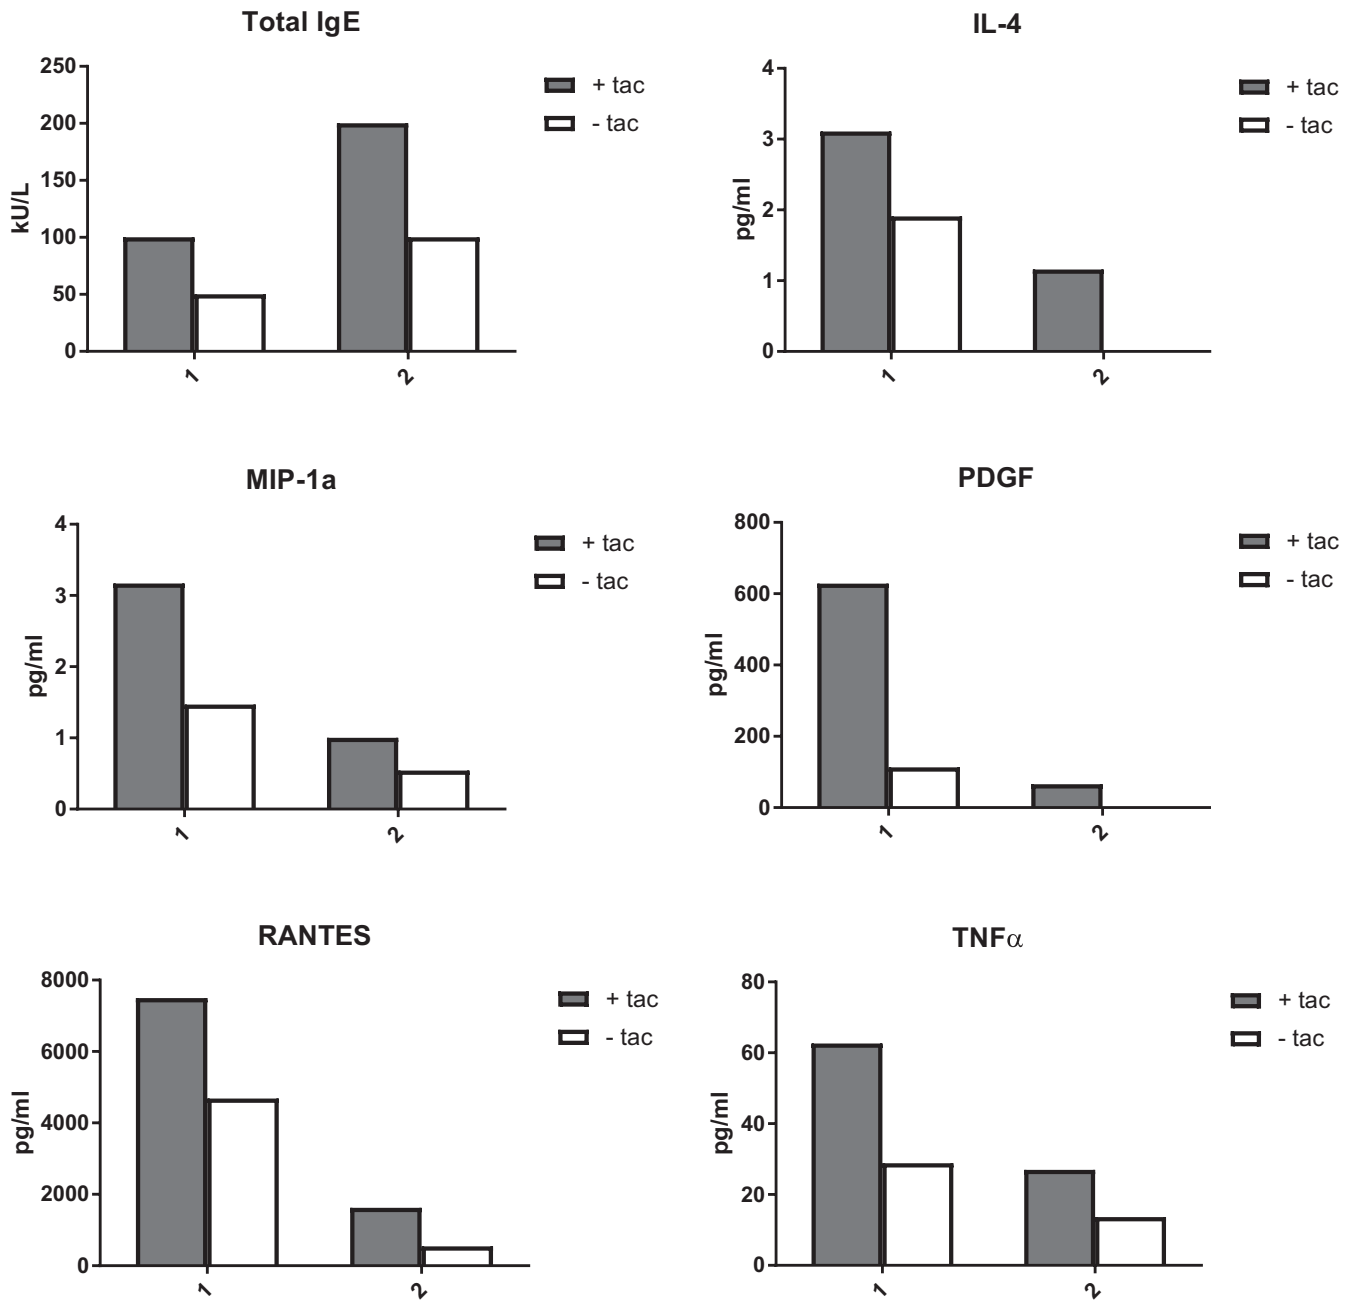 Total IgE
250
200
150
100
50
0
kU/L
1
2
+ tac
- tac
IL-4
4
3
2
1
0
pg/ml
1
2
+ tac
- tac
MIP-1a
4
3
2
1
0
pg/ml
1
2
+ tac
- tac
PDGF
800
600
400
200
0
pg/ml
1
2
+ tac
- tac
RANTES
8000
6000
4000
2000
0
pg/ml
1
2
+ tac
- tac
TNFα
80
60
40
20
0
pg/ml
1
2
+ tac
- tac